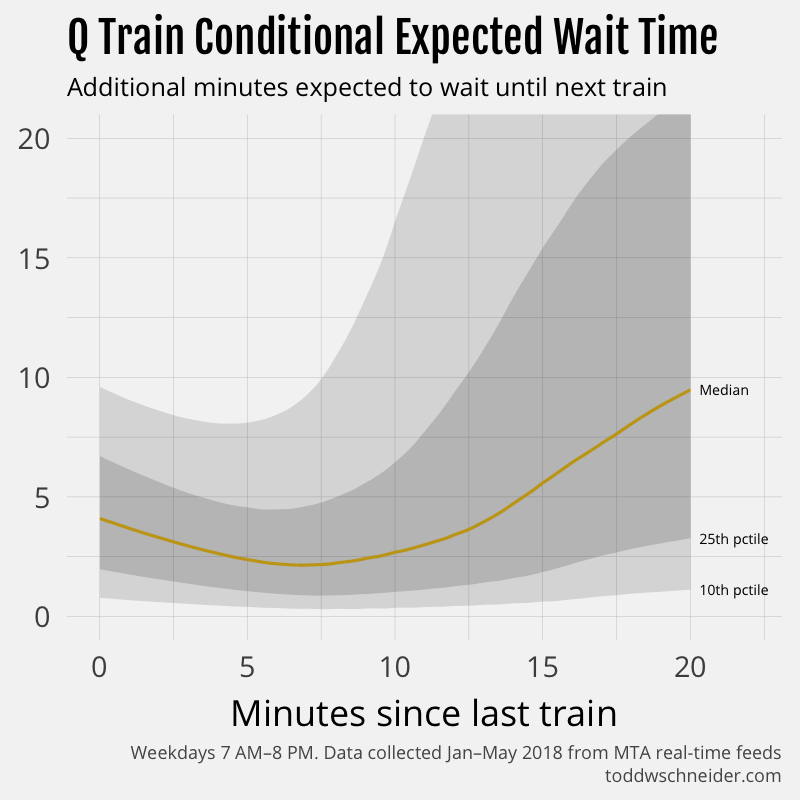 Q Train Conditional Expected Wait Time
Additional minutes expected to wait until next train
20
15
10
5
0
Median
25th pctile
10th pctile
0 5 10 15 20
Minutes since last train
Weekdays 7 AM–8 PM. Data collected Jan–May 2018 from MTA real-time feeds
toddwschneider.com